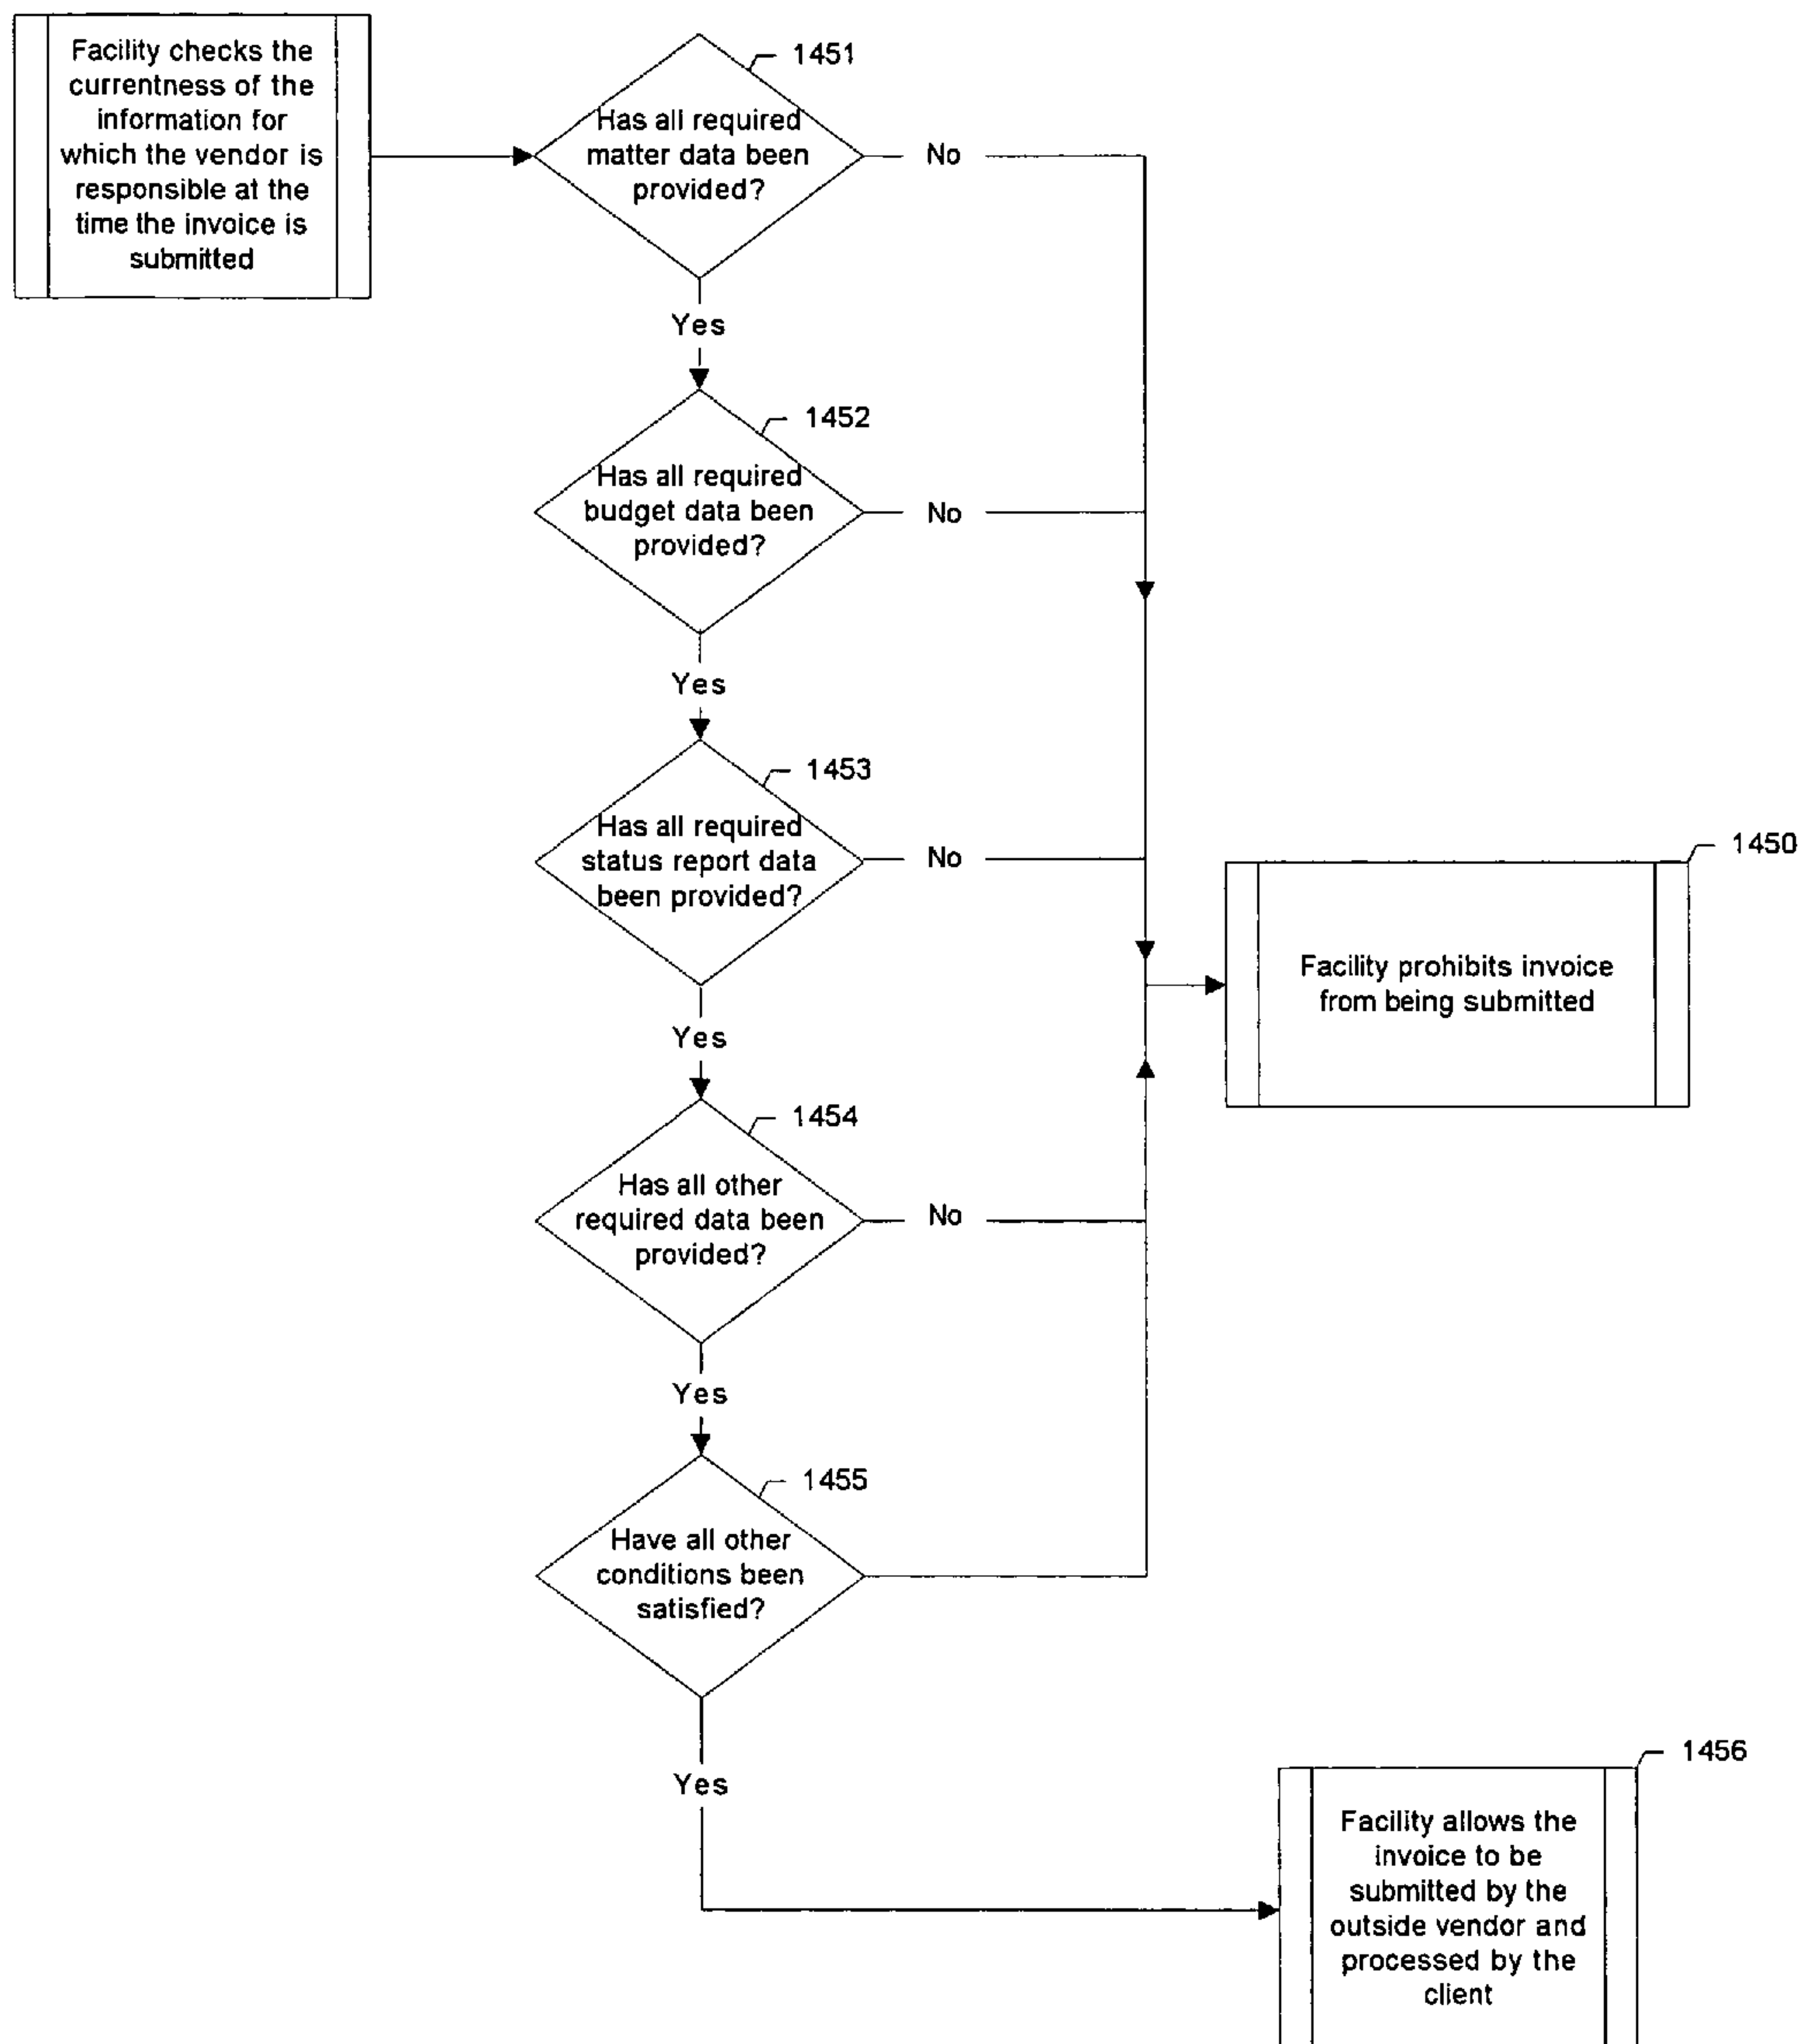 Facility checks the
currentness of the
information for
which the vendor is
responsible at the
time the invoice is
submitted
1451
Has all required
matter data been
provided?
No
Yes
1452
Has all required
budget data been
provided?
No
Yes
1453
Has all required
status report data
been provided?
No
1450
Facility prohibits invoice
from being submitted
Yes
1454
Has all other
required data been
provided?
No
Yes
1455
Have all other
conditions been
satisfied?
Yes
1456
Facility allows the
invoice to be
submitted by the
outside vendor and
processed by the
client